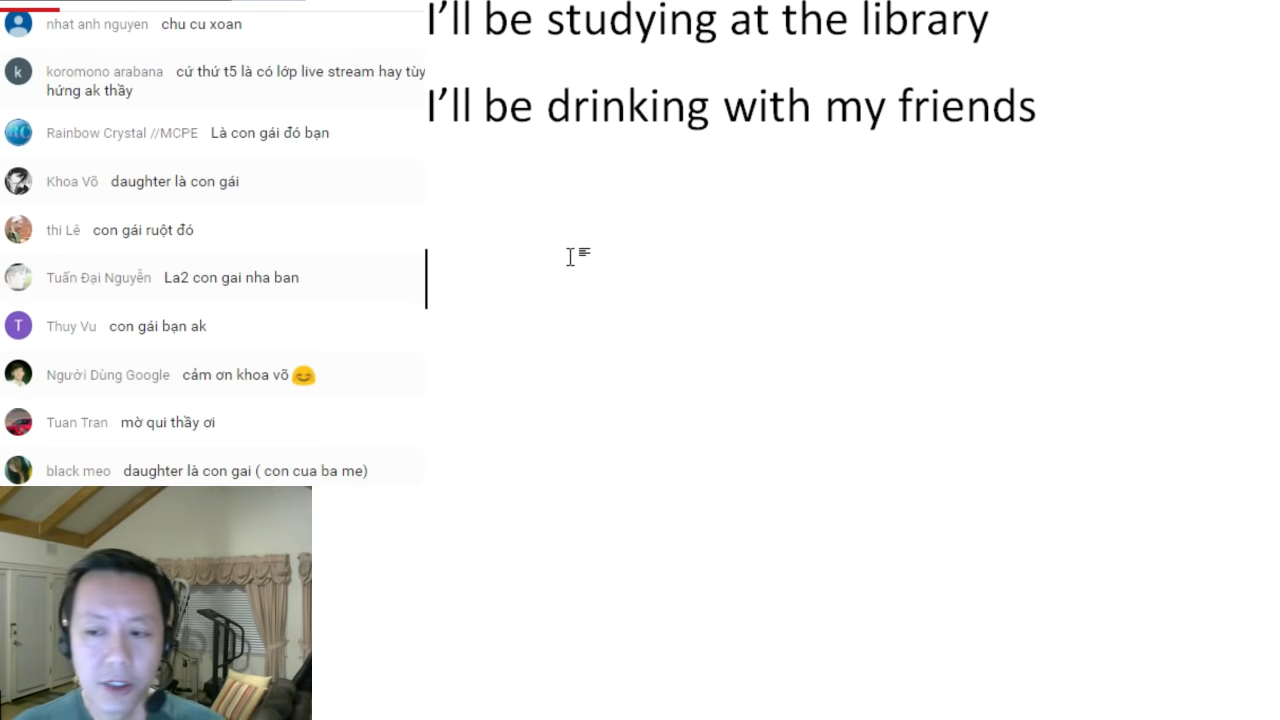 nhat anh nguyen chu cu xoan
koromono arabana cứ thứ t5 là có lớp live stream hay tùy
hứng ak thầy
Rainbow Crystal //MCPE Là con gái đó bạn
Khoa Võ daughter là con gái
thi Lê con gái ruột đó
Tuấn Đại Nguyễn La2 con gai nha ban
Thuy Vu con gái bạn ak
Người Dùng Google cảm ơn khoa võ 😊
Tuan Tran mờ qui thầy ơi
black meo daughter là con gai ( con cua ba me)
I’ll be studying at the library
I’ll be drinking with my friends